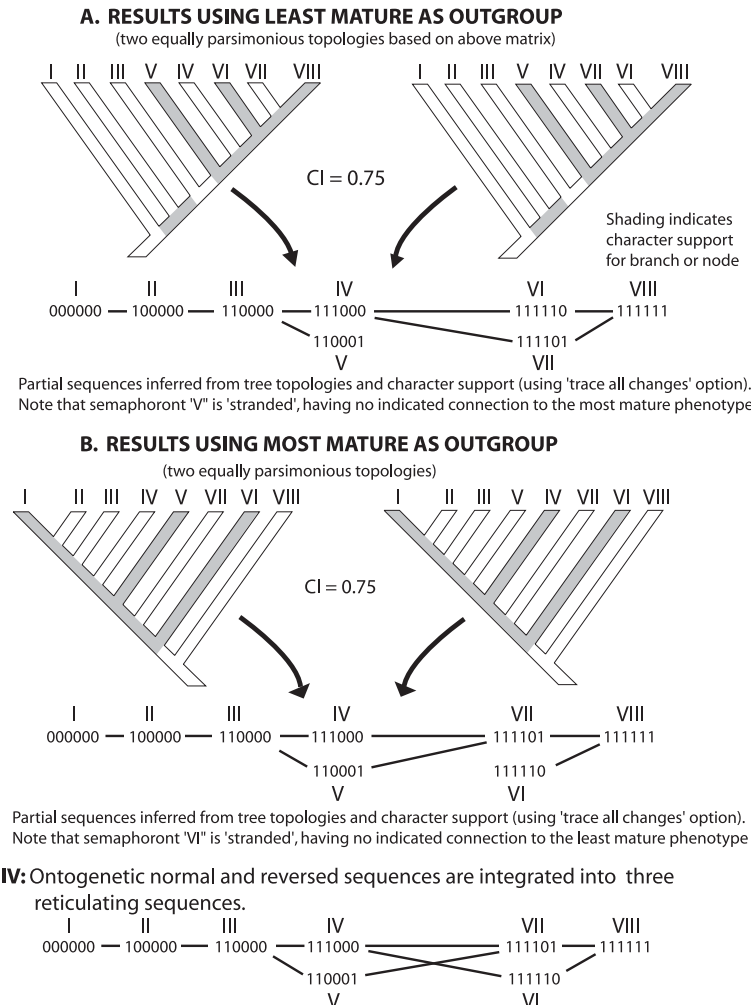 A. RESULTS USING LEAST MATURE AS OUTGROUP
(two equally parsimonious topologies based on above matrix)
I II III V IV VI VII VIII
I II III V IV VII VI VIII
CI = 0.75
Shading indicates
character support
for branch or node
I II III IV VI VIII
000000 100000 110000 111000 111110 111111
110001 111101
V VII
Partial sequences inferred from tree topologies and character support (using 'trace all changes' option).
Note that semaphoront 'V" is 'stranded', having no indicated connection to the most mature phenotype
B. RESULTS USING MOST MATURE AS OUTGROUP
(two equally parsimonious topologies)
I II III IV V VII VI VIII
I II III V IV VII VI VIII
CI = 0.75
I II III IV VII VIII
000000 100000 110000 111000 111101 111111
110001 111110
V VI
Partial sequences inferred from tree topologies and character support (using 'trace all changes' option).
Note that semaphoront 'VI" is 'stranded', having no indicated connection to the least mature phenotype
IV: Ontogenetic normal and reversed sequences are integrated into three
reticulating sequences.
I II III IV VII VIII
000000 100000 110000 111000 111101 111111
110001 111110
V VI